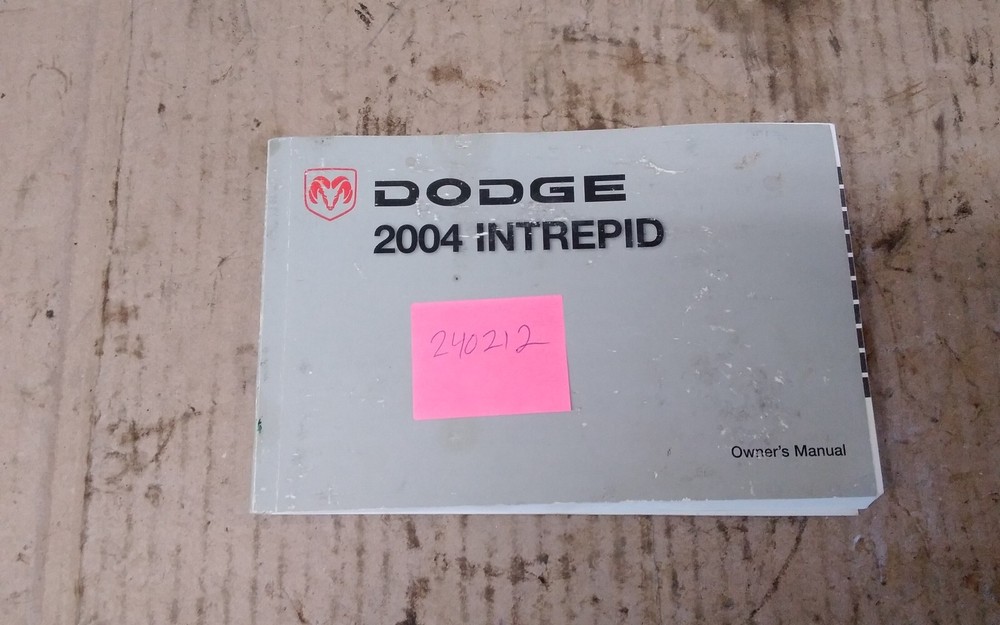 DODGE
2004 INTREPID
240212
Owner's Manual